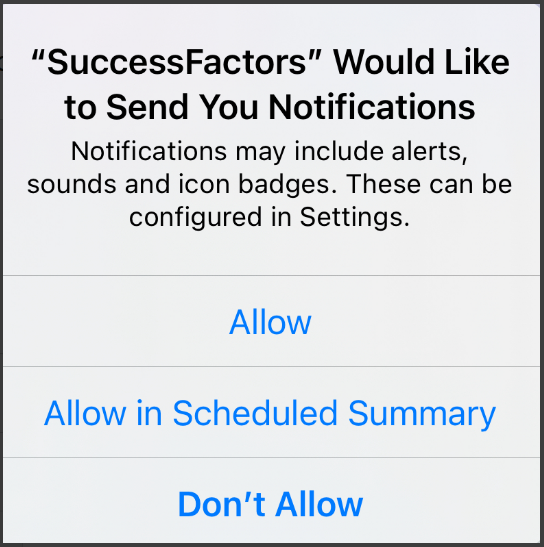 “SuccessFactors” Would Like
to Send You Notifications
Notifications may include alerts,
sounds and icon badges. These can be
configured in Settings.
Allow
Allow in Scheduled Summary
Don’t Allow